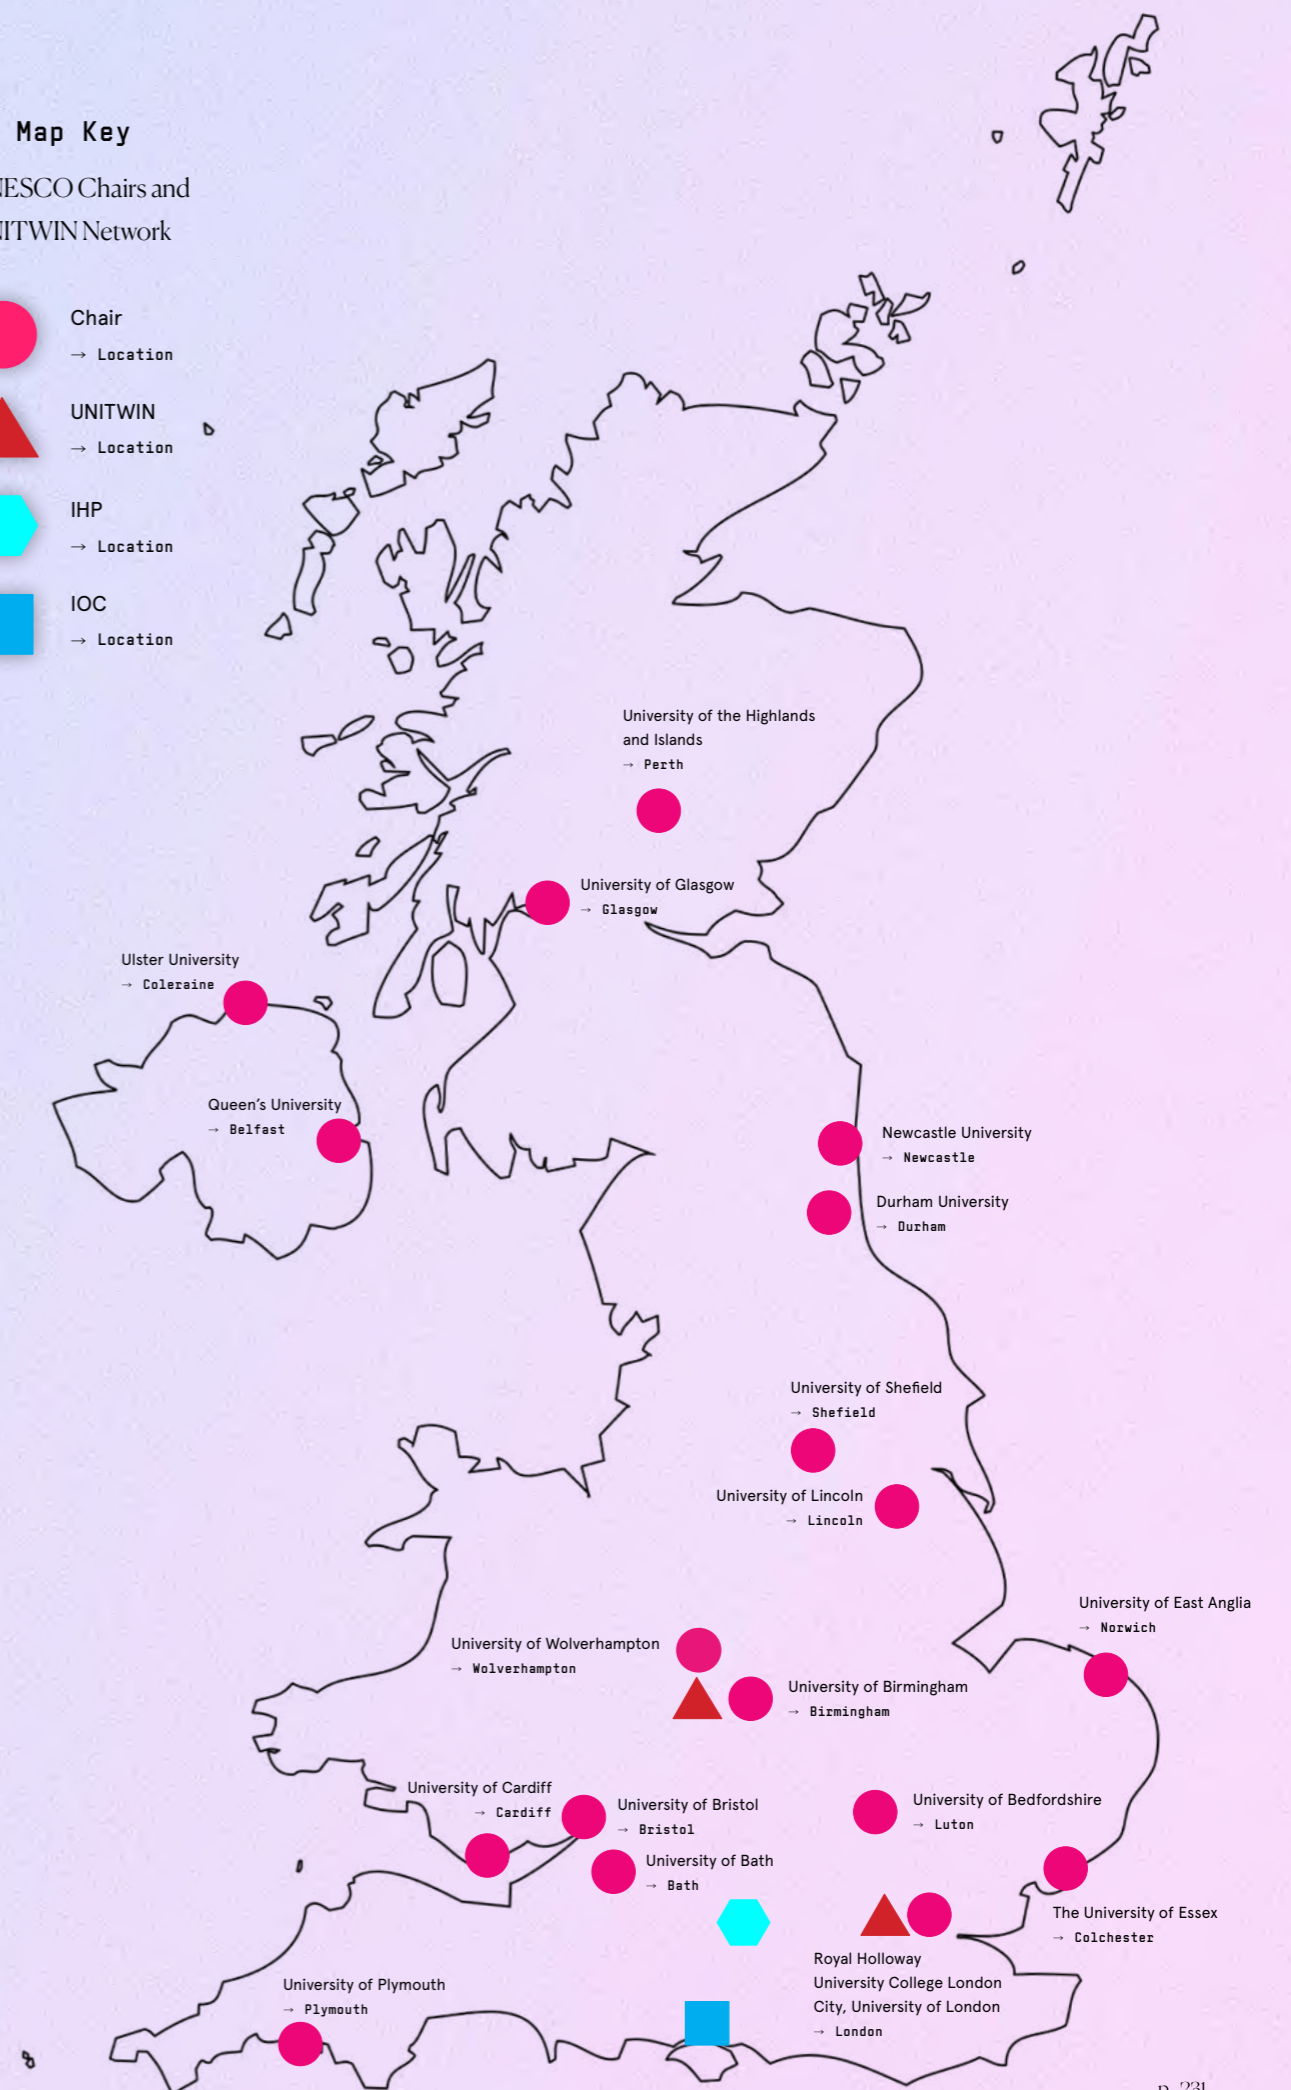 Map Key
NESCO Chairs and
NITWIN Network
Chair
→ Location
UNITWIN
→ Location
IHP
→ Location
IOC
→ Location
University of the Highlands
and Islands
→ Perth
University of Glasgow
→ Glasgow
Ulster University
→ Coleraine
Queen's University
→ Belfast
Newcastle University
→ Newcastle
Durham University
→ Durham
University of Shefield
→ Shefield
University of Lincoln
→ Lincoln
University of East Anglia
→ Norwich
University of Wolverhampton
→ Wolverhampton
University of Birmingham
→ Birmingham
University of Cardiff
→ Cardiff
University of Bristol
→ Bristol
University of Bath
→ Bath
University of Bedfordshire
→ Luton
The University of Essex
→ Colchester
Royal Holloway
University College London
City, University of London
→ London
University of Plymouth
→ Plymouth
p. 231